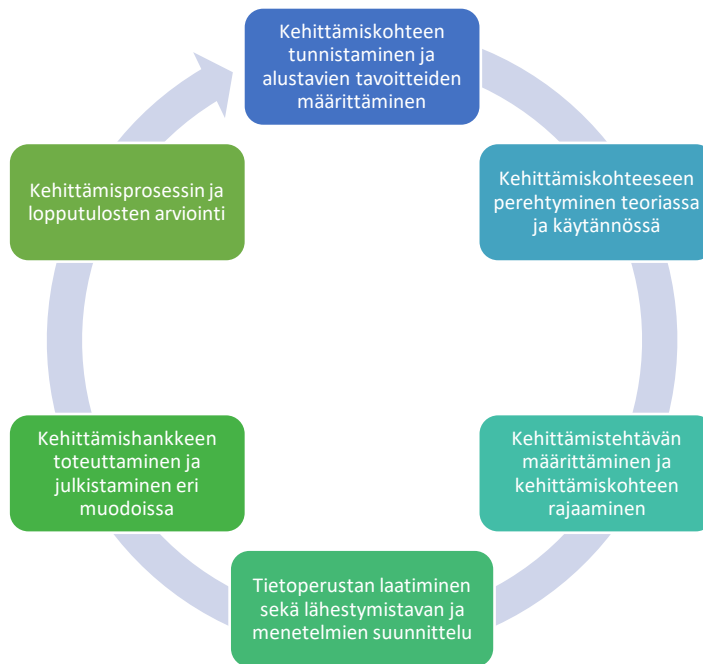 Kehittämiskohteen
tunnistaminen ja
alustavien tavoitteiden
määrittäminen
Kehittämiskohteeseen
perehtyminen teoriassa
ja käytännössä
Kehittämistehtävän
määrittäminen ja
kehittämiskohteen
rajaaminen
Tietoperustan laatiminen
sekä lähestymistavan ja
menetelmien suunnittelu
Kehittämishankkeen
toteuttaminen ja
julkistaminen eri
muodoissa
Kehittämisprosessin ja
lopputulosten arviointi